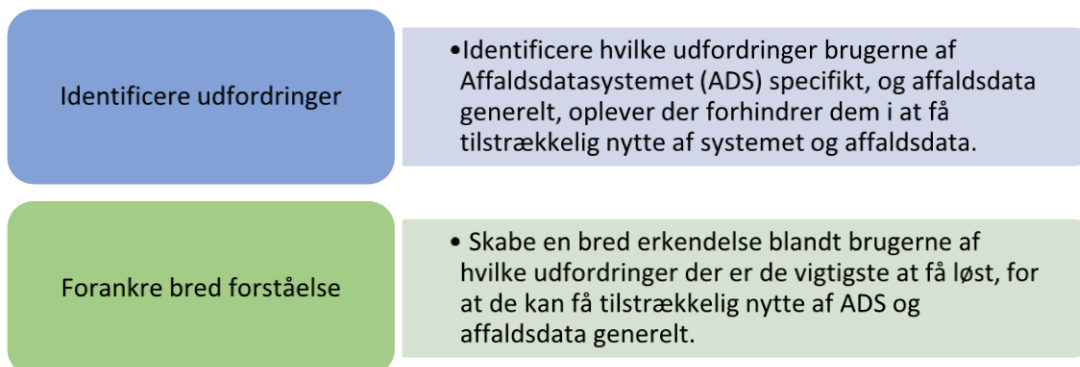 Identificere udfordringer
•Identificere hvilke udfordringer brugerne af
Affaldsdatasystemet (ADS) specifikt, og affaldsdata
generelt, oplever der forhindrer dem i at få
tilstrækkelig nytte af systemet og affaldsdata.
Forankre bred forståelse
• Skabe en bred erkendelse blandt brugerne af
hvilke udfordringer der er de vigtigste at få løst, for
at de kan få tilstrækkelig nytte af ADS og
affaldsdata generelt.